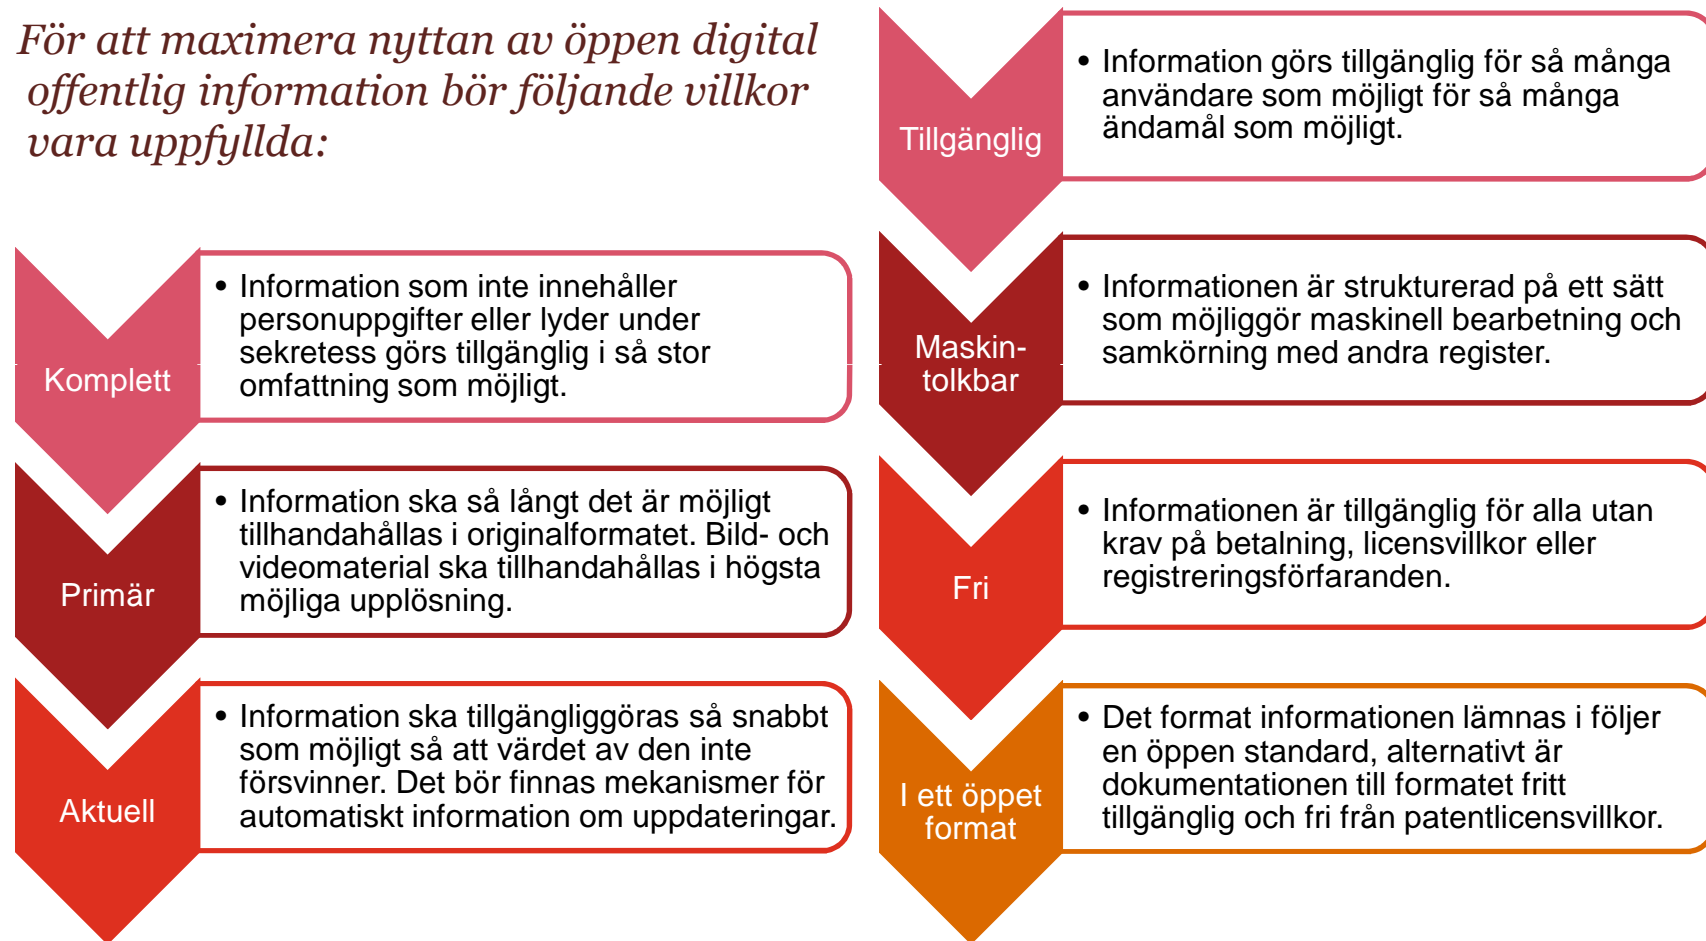 För att maximera nyttan av öppen digital
offentlig information bör följande villkor
vara uppfyllda:
Komplett
• Information som inte innehåller
personuppgifter eller lyder under
sekretess görs tillgänglig i så stor
omfattning som möjligt.
Primär
• Information ska så långt det är möjligt
tillhandahållas i originalformatet. Bild- och
videomaterial ska tillhandahållas i högsta
möjliga upplösning.
Aktuell
• Information ska tillgängliggöras så snabbt
som möjligt så att värdet av den inte
försvinner. Det bör finnas mekanismer för
automatiskt information om uppdateringar.
Tillgänglig
• Information görs tillgänglig för så många
användare som möjligt för så många
ändamål som möjligt.
Maskin-
tolkbar
• Informationen är strukturerad på ett sätt
som möjliggör maskinell bearbetning och
samkörning med andra register.
Fri
• Informationen är tillgänglig för alla utan
krav på betalning, licensvillkor eller
registreringsförfaranden.
I ett öppet
format
• Det format informationen lämnas i följer
en öppen standard, alternativt är
dokumentationen till formatet fritt
tillgänglig och fri från patentlicensvillkor.